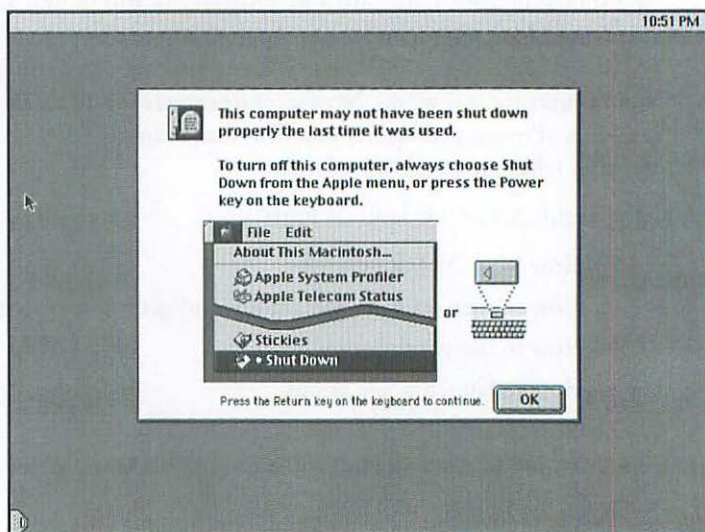 10:51 PM
This computer may not have been shut down
properly the last time it was used.
To turn off this computer, always choose Shut
Down from the Apple menu, or press the Power
key on the keyboard.
File Edit
About This Macintosh...
Apple System Profiler
Apple Telecom Status
or
Stickies
• Shut Down
Press the Return key on the keyboard to continue.
OK